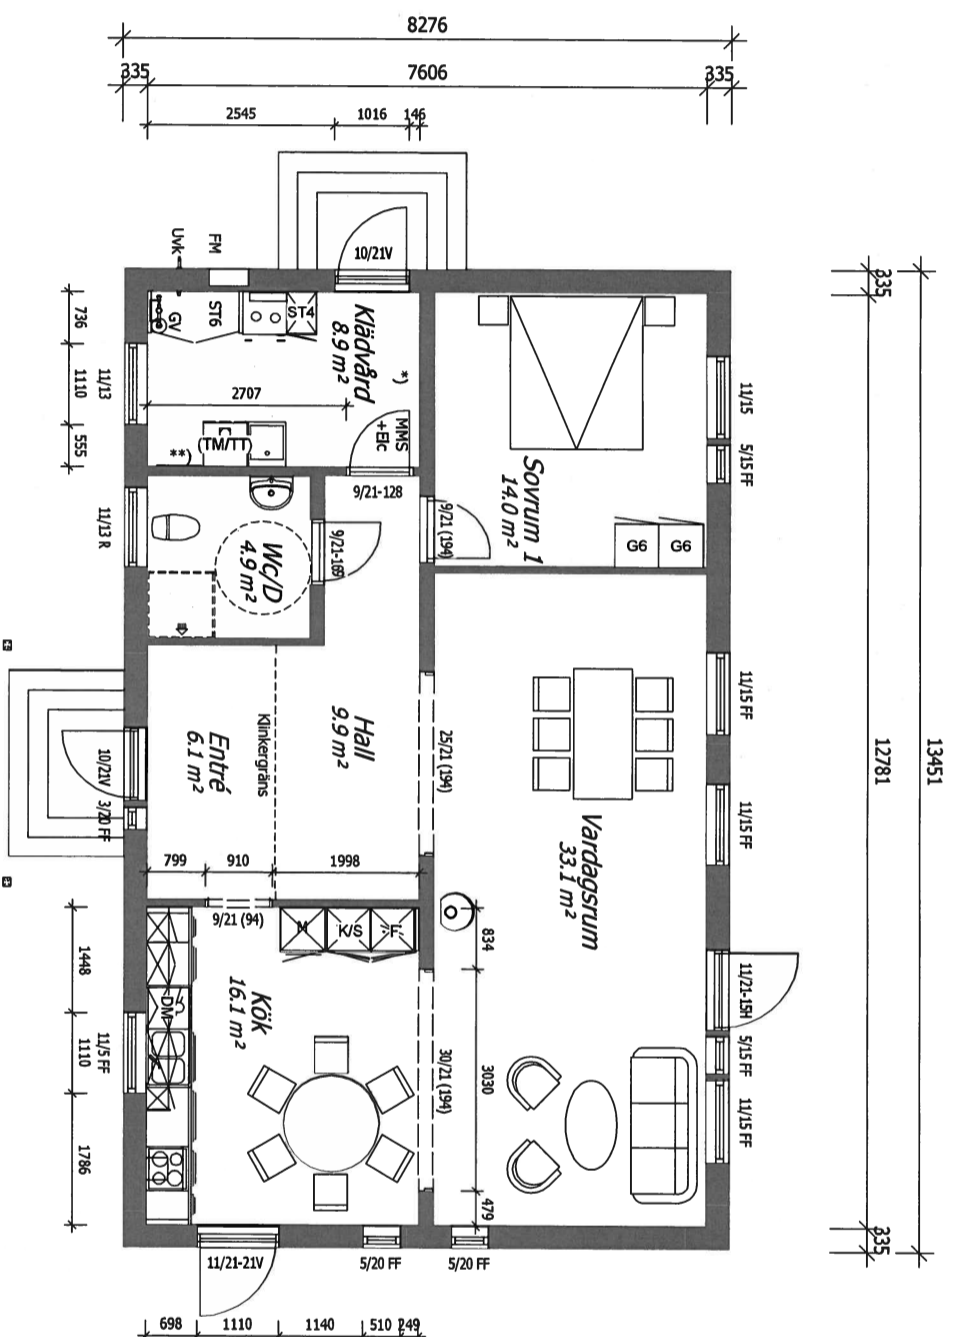 8276
335
7606
335
2545
1016
146
10/21V
Uvk
FM
ST6
GV
ST4
Klädvård
8.9 m²
*)
2707
(TM/TT)
**)
MMS
+Elc
9/21-128
736
1110
555
11/13
11/13 R
Sovrum 1
14.0 m²
G6
G6
9/21 (194)
11/15
5/15 FF
335
12781
13451
335
Wc/D
4.9 m²
9/21-169
Hall
9.9 m²
Entré
6.1 m²
Klinkergräns
25/21 (194)
10/21V
3/20 FF
799
910
1998
9/21 (94)
Vardagsrum
33.1 m²
11/15 FF
11/15 FF
11/21-15H
5/15 FF
11/15 FF
834
3030
479
30/21 (194)
M
K/S
F
Kök
16.1 m²
DM
1448
1110
1786
11/5 FF
11/21-21V
5/20 FF
5/20 FF
698
1110
1140
510
249